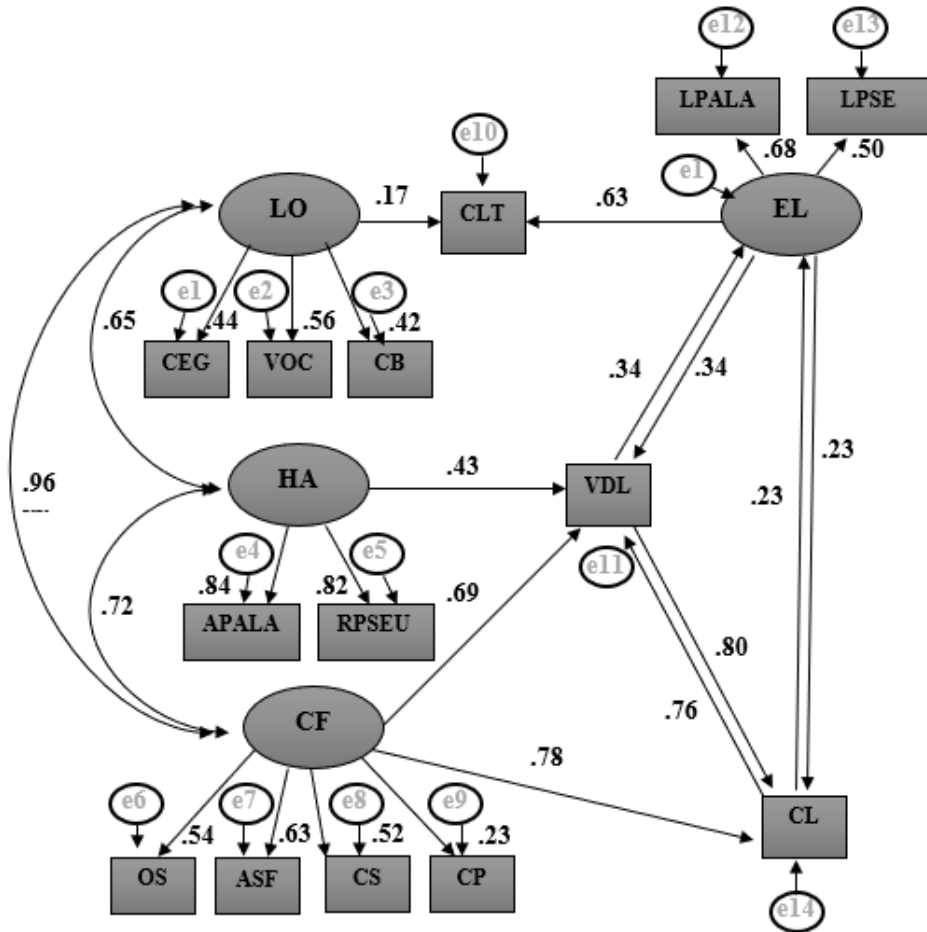 e12 e13
LPALA LPSE
e10
.68 .50
e1
LO .17 CLT .63 EL
e1 e2 e3
.65 .44 .56 .42
CEG VOC CB
.34 .34
.23 .23
.96
----
HA .43 VDL
e4 e5 e11
.84 .82 .69
APALA RPSEU
.72
.80
.76
CF .78
e6 e7 e8 e9
.54 .63 .52 .23
OS ASF CS CP
CL
e14